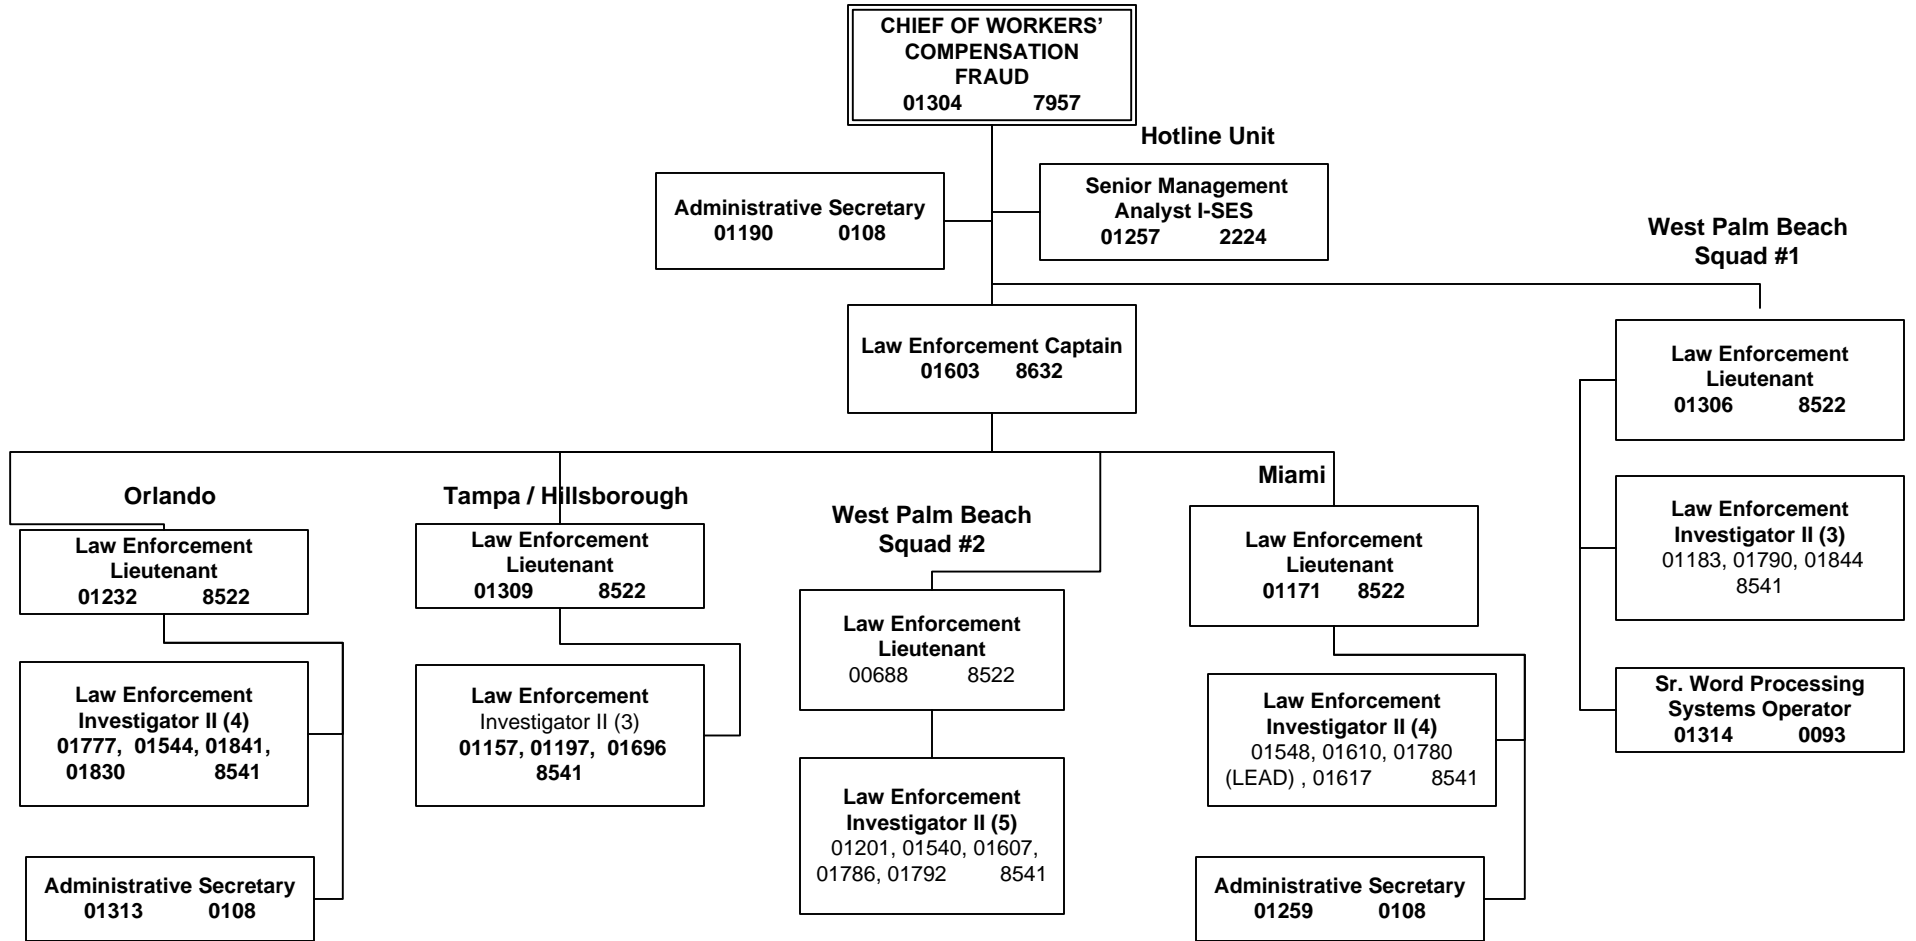 CHIEF OF WORKERS'
COMPENSATION
FRAUD
01304 7957
Hotline Unit
Administrative Secretary
01190 0108
Senior Management
Analyst I-SES
01257 2224
Law Enforcement Captain
01603 8632
West Palm Beach
Squad #1
Law Enforcement
Lieutenant
01306 8522
Law Enforcement
Investigator II (3)
01183, 01790, 01844
8541
Sr. Word Processing
Systems Operator
01314 0093
Orlando
Law Enforcement
Lieutenant
01232 8522
Law Enforcement
Investigator II (4)
01777, 01544, 01841,
01830 8541
Administrative Secretary
01313 0108
Tampa / Hillsborough
Law Enforcement
Lieutenant
01309 8522
Law Enforcement
Investigator II (3)
01157, 01197, 01696
8541
West Palm Beach
Squad #2
Law Enforcement
Lieutenant
00688 8522
Law Enforcement
Investigator II (5)
01201, 01540, 01607,
01786, 01792 8541
Miami
Law Enforcement
Lieutenant
01171 8522
Law Enforcement
Investigator II (4)
01548, 01610, 01780
(LEAD) , 01617 8541
Administrative Secretary
01259 0108